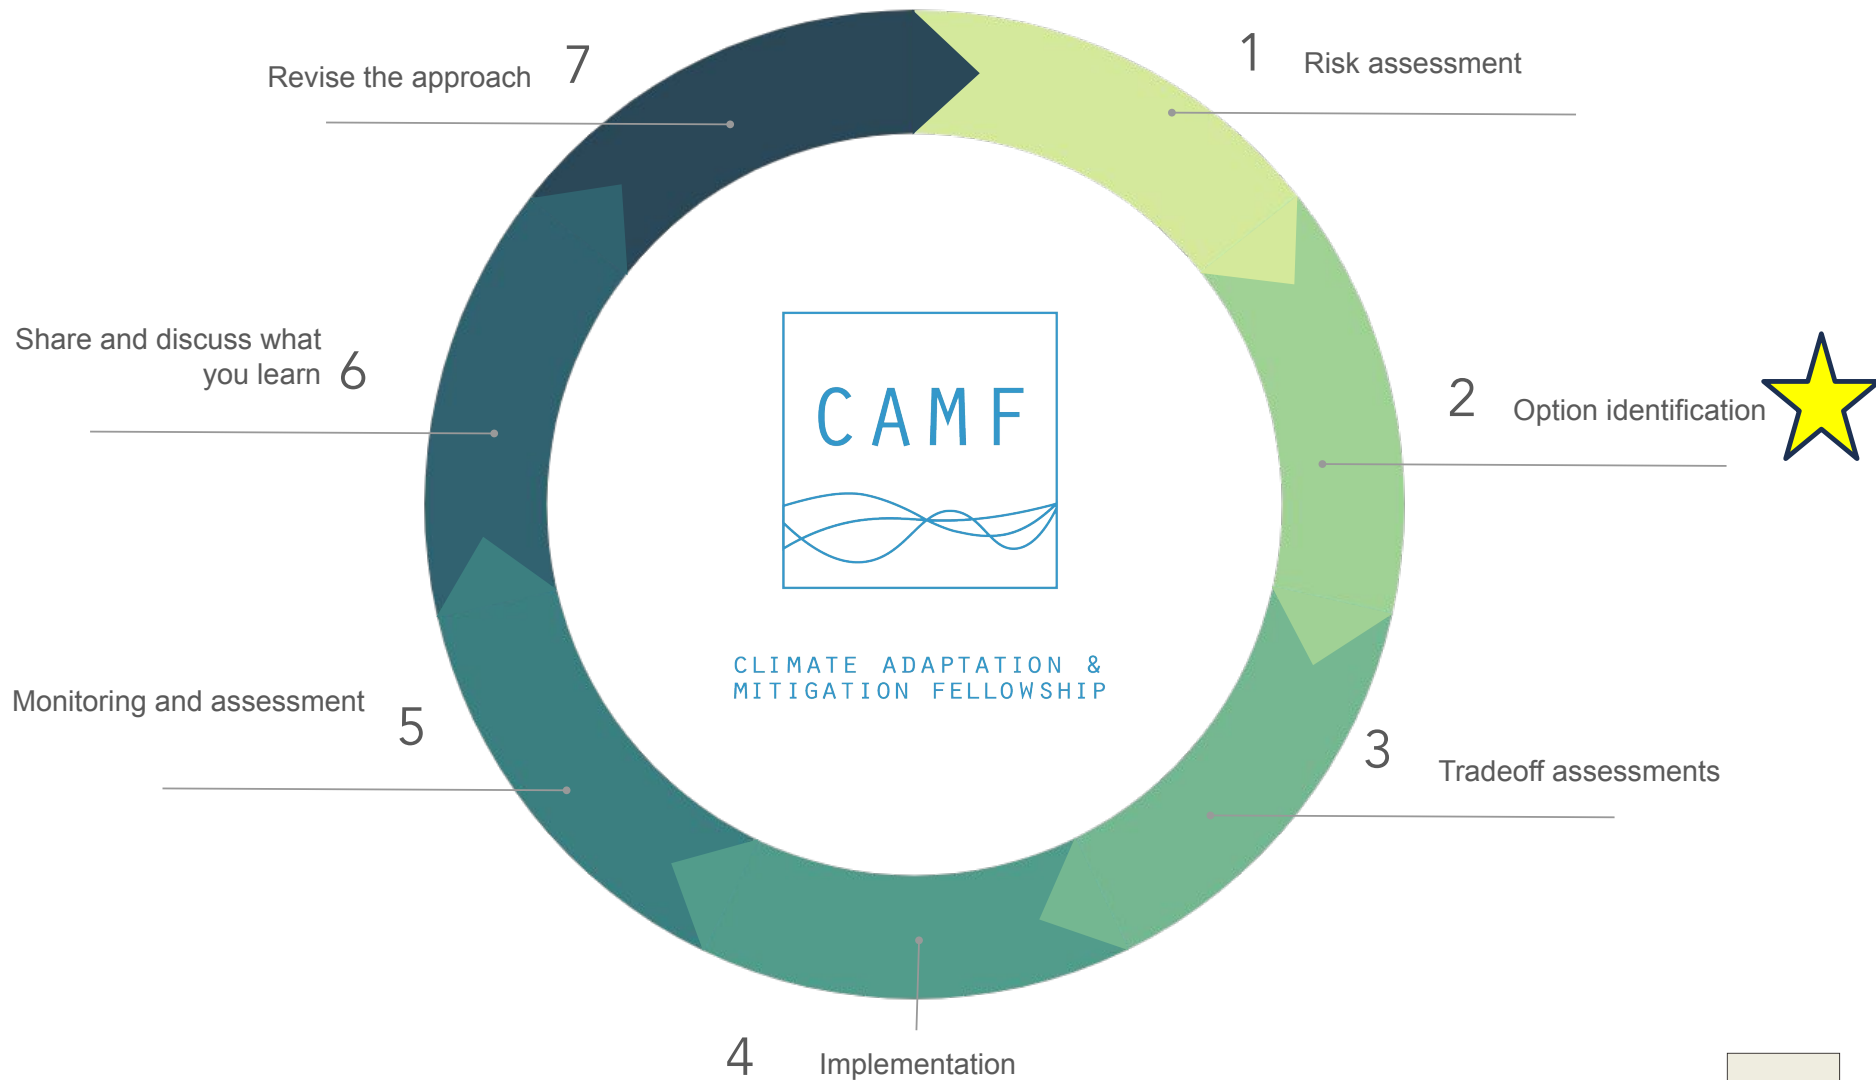 1 Risk assessment
2 Option identification
3 Tradeoff assessments
4 Implementation
5 Monitoring and assessment
6 Share and discuss what
you learn
7 Revise the approach
CAMF
CLIMATE ADAPTATION &
MITIGATION FELLOWSHIP